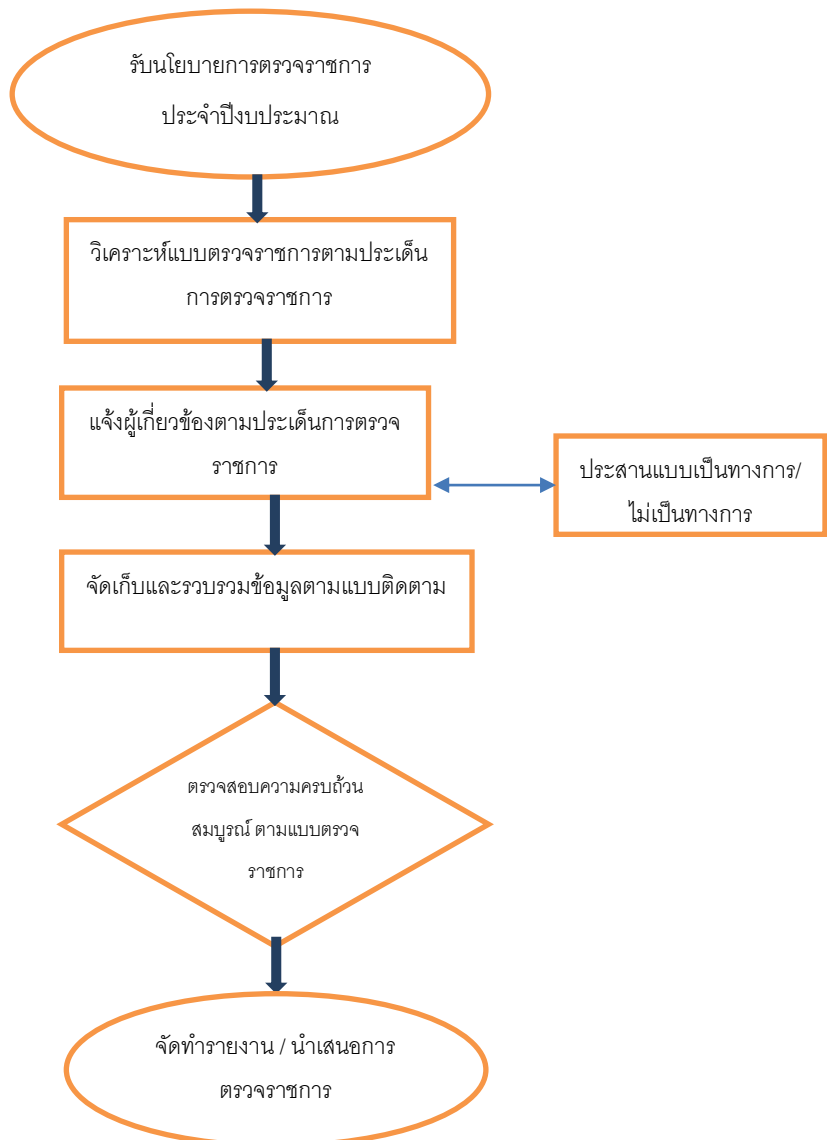 รับนโยบายการตรวจราชการ
ประจำปีงบประมาณ
วิเคราะห์แบบตรวจราชการตามประเด็น
การตรวจราชการ
แจ้งผู้เกี่ยวข้องตามประเด็นการตรวจ
ราชการ
ประสานแบบเป็นทางการ/
ไม่เป็นทางการ
จัดเก็บและรวบรวมข้อมูลตามแบบติดตาม
ตรวจสอบความครบถ้วน
สมบูรณ์ ตามแบบตรวจ
ราชการ
จัดทำรายงาน / นำเสนอการ
ตรวจราชการ